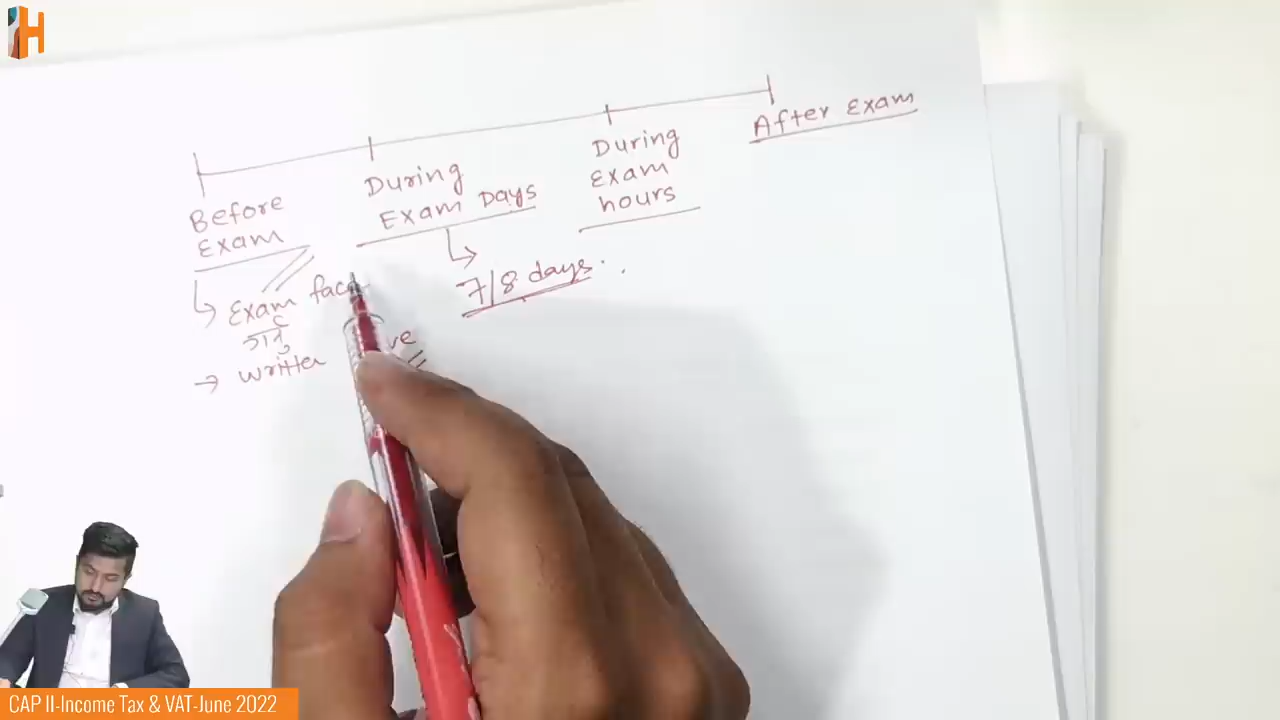 H
Before
Exam
During
Exam Days
During
Exam
hours
After Exam
Exam
गर्नु
7/8 days.
→ written
CAP II-Income Tax & VAT-June 2022